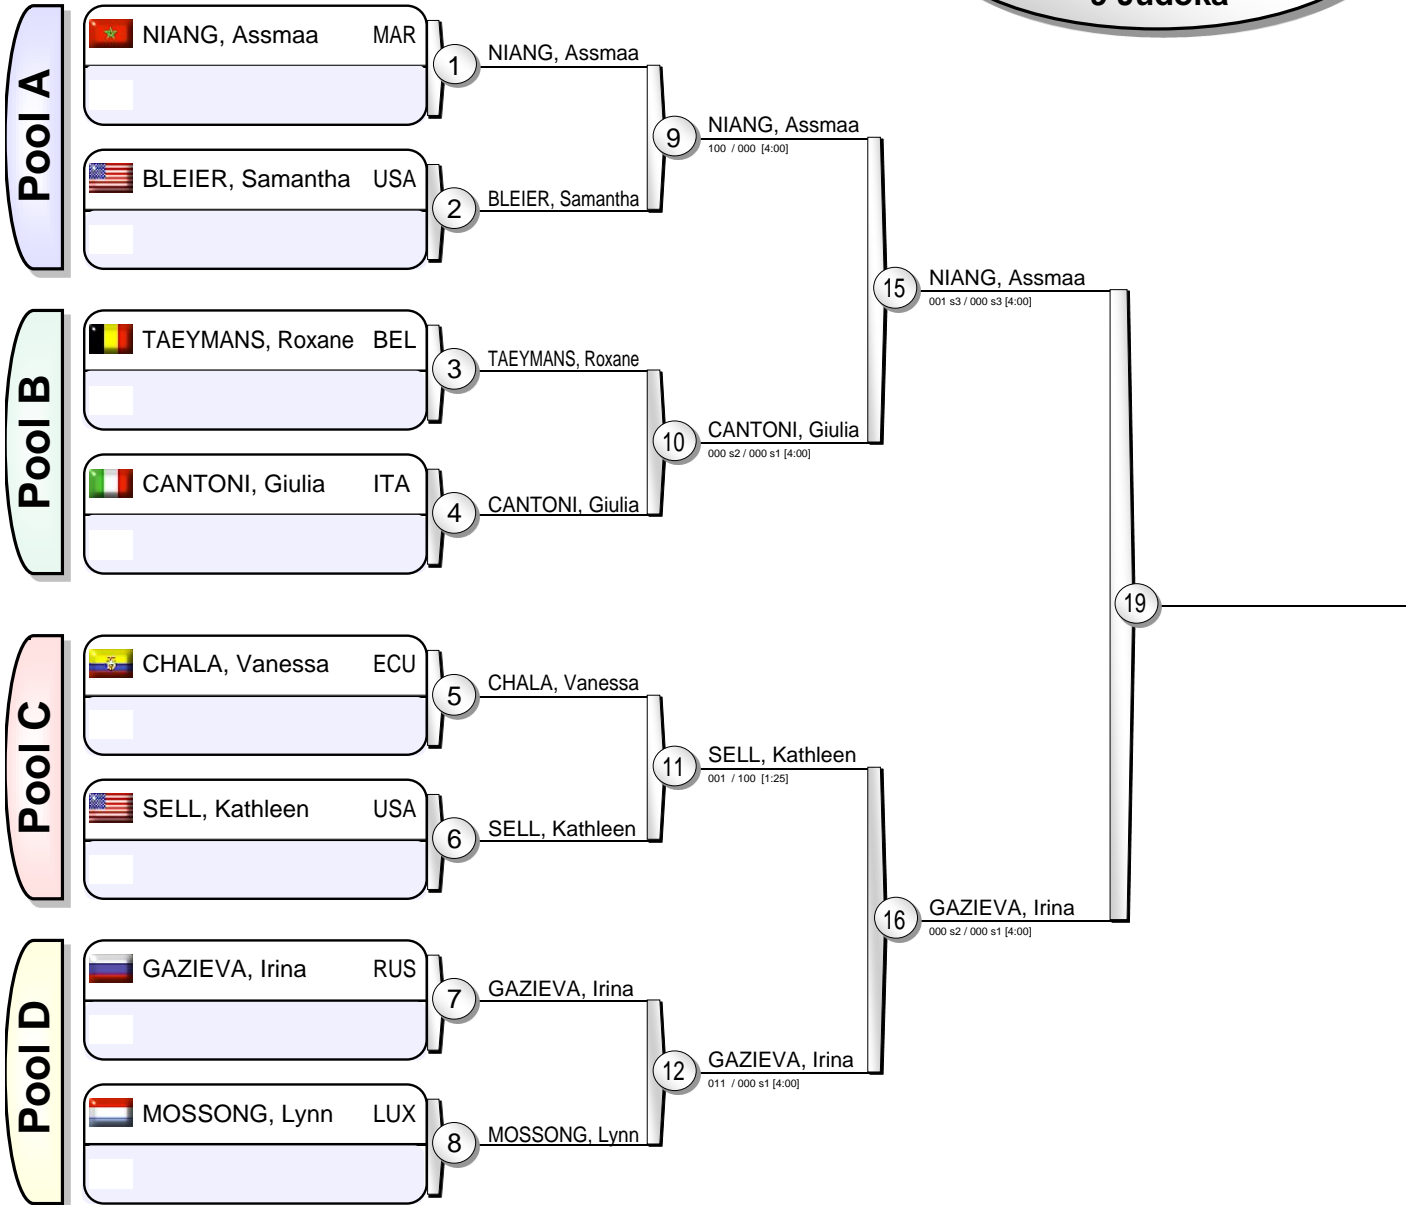 Judoka
Pool A
NIANG, Assmaa MAR
1
NIANG, Assmaa
BLEIER, Samantha USA
2
BLEIER, Samantha
9
NIANG, Assmaa
100 / 000 [4:00]
Pool B
TAEYMANS, Roxane BEL
3
TAEYMANS, Roxane
CANTONI, Giulia ITA
4
CANTONI, Giulia
10
CANTONI, Giulia
000 s2 / 000 s1 [4:00]
15
NIANG, Assmaa
001 s3 / 000 s3 [4:00]
Pool C
CHALA, Vanessa ECU
5
CHALA, Vanessa
SELL, Kathleen USA
6
SELL, Kathleen
11
SELL, Kathleen
001 / 100 [1:25]
Pool D
GAZIEVA, Irina RUS
7
GAZIEVA, Irina
MOSSONG, Lynn LUX
8
MOSSONG, Lynn
12
GAZIEVA, Irina
011 / 000 s1 [4:00]
16
GAZIEVA, Irina
000 s2 / 000 s1 [4:00]
19